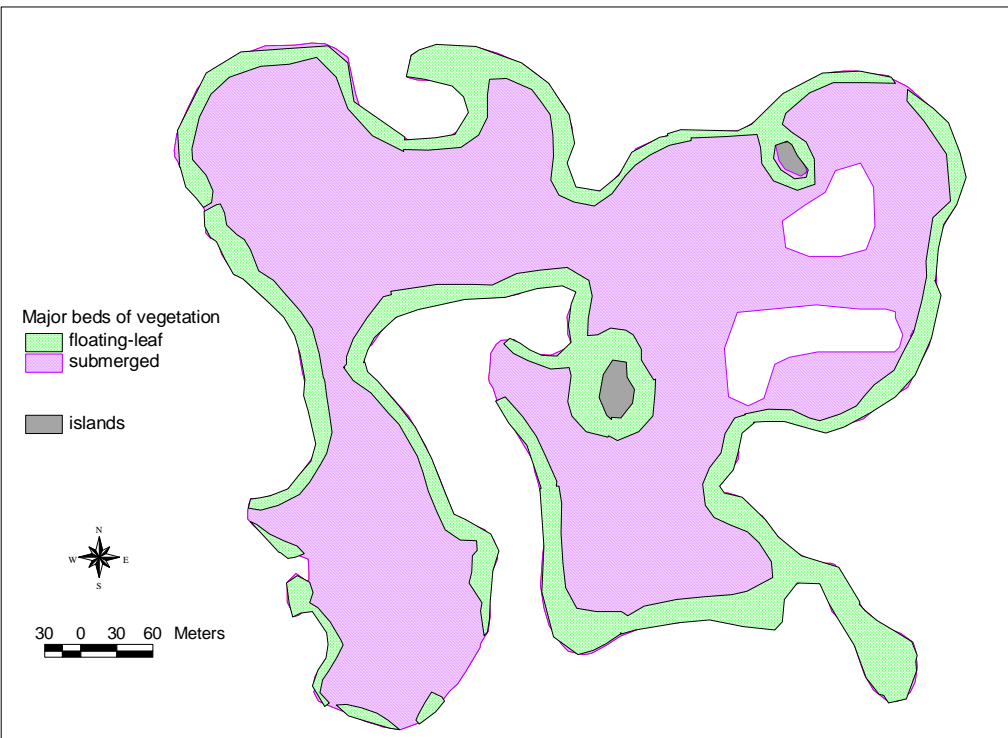 Major beds of vegetation
floating-leaf
submerged
islands
N
W E
S
30 0 30 60 Meters